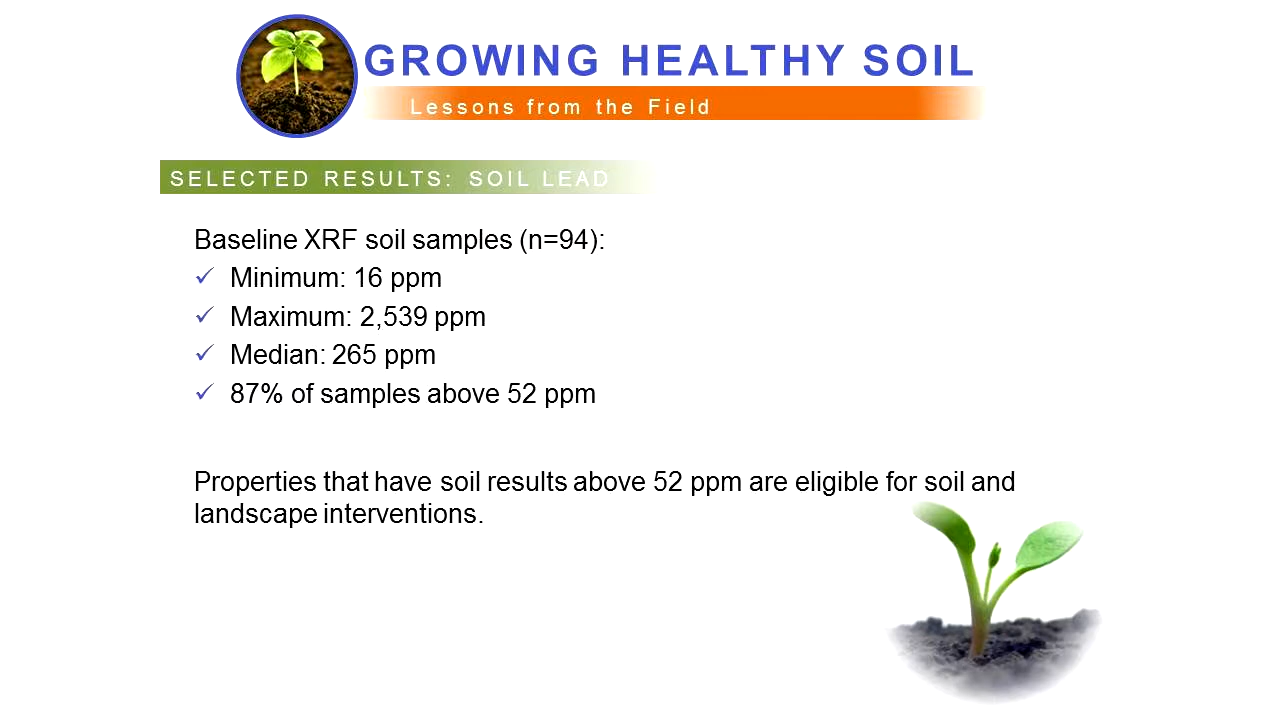 GROWING HEALTHY SOIL
Lessons from the Field
SELECTED RESULTS: SOIL LEAD
Baseline XRF soil samples (n=94):
✓ Minimum: 16 ppm
✓ Maximum: 2,539 ppm
✓ Median: 265 ppm
✓ 87% of samples above 52 ppm
Properties that have soil results above 52 ppm are eligible for soil and
landscape interventions.